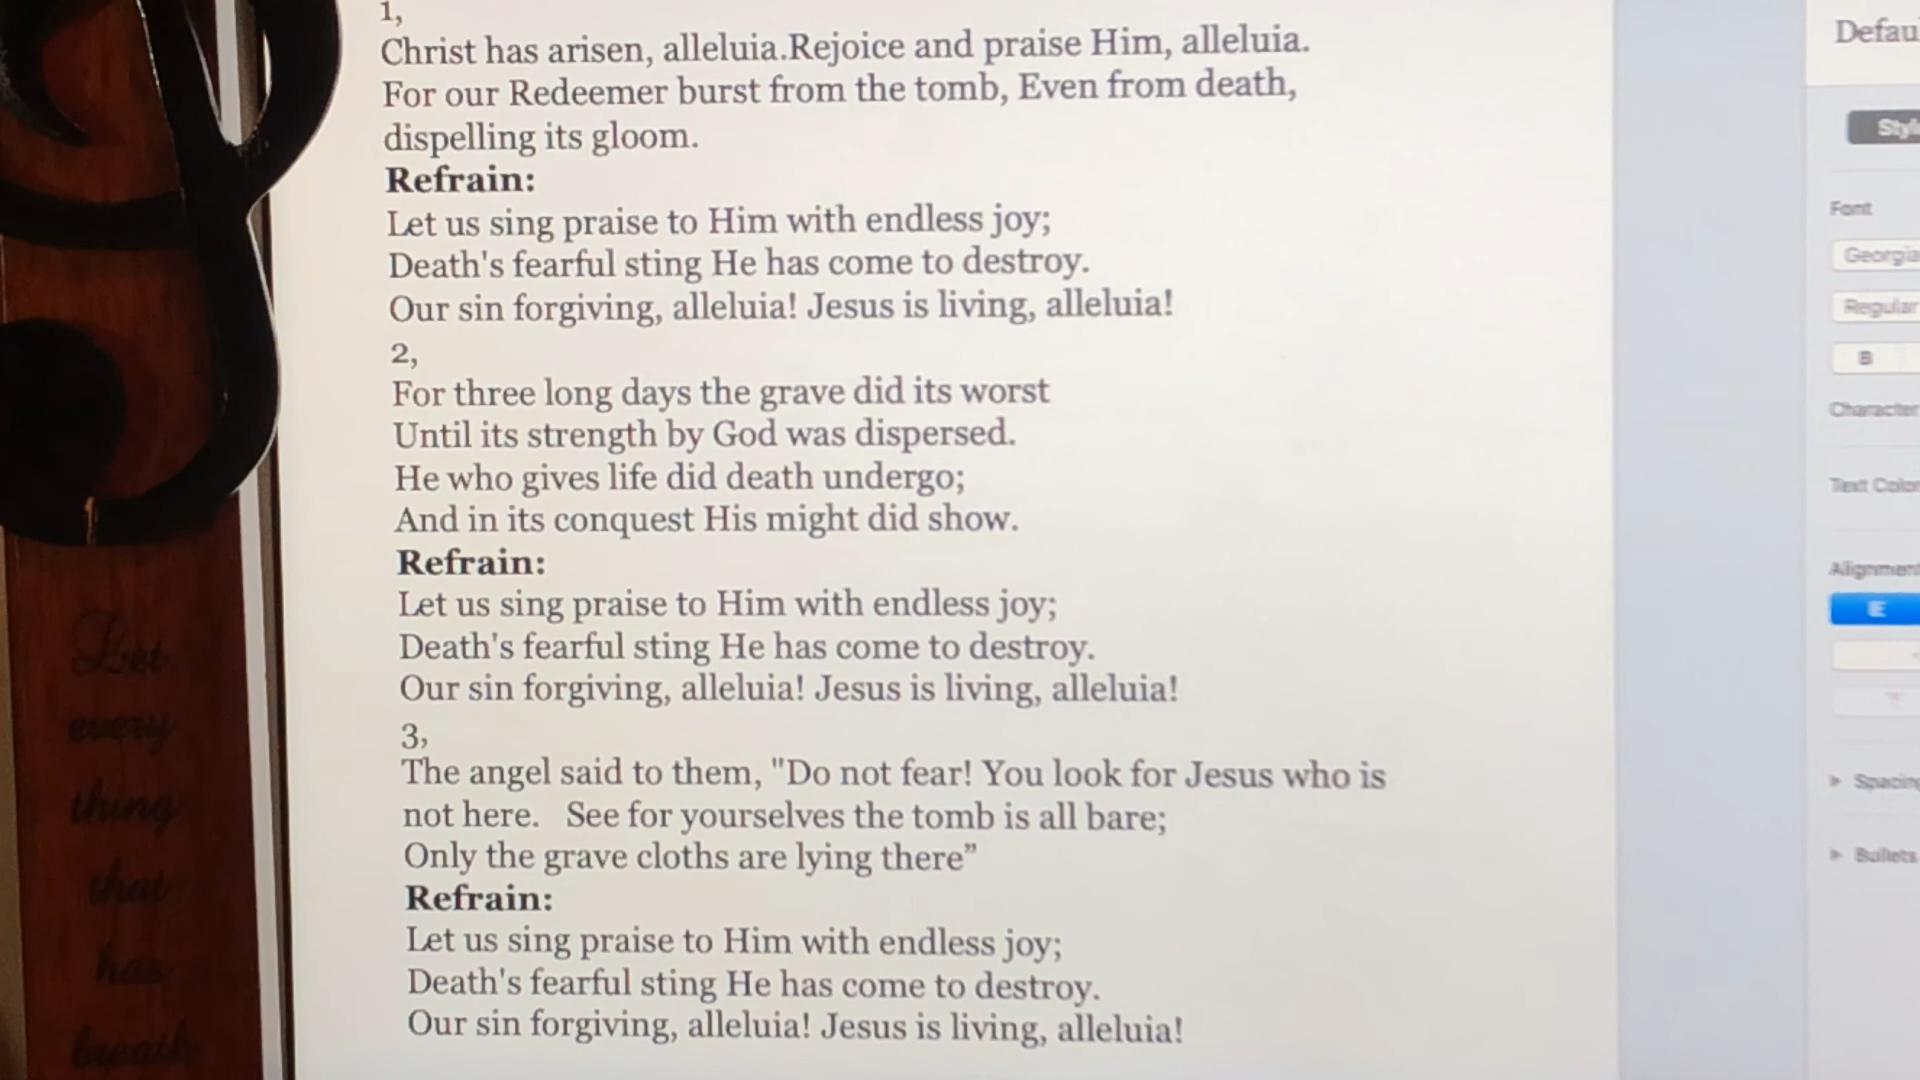 1,
Christ has arisen, alleluia.Rejoice and praise Him, alleluia.
For our Redeemer burst from the tomb, Even from death,
dispelling its gloom.
Refrain:
Let us sing praise to Him with endless joy;
Death's fearful sting He has come to destroy.
Our sin forgiving, alleluia! Jesus is living, alleluia!
2,
For three long days the grave did its worst
Until its strength by God was dispersed.
He who gives life did death undergo;
And in its conquest His might did show.
Refrain:
Let us sing praise to Him with endless joy;
Death's fearful sting He has come to destroy.
Our sin forgiving, alleluia! Jesus is living, alleluia!
3,
The angel said to them, "Do not fear! You look for Jesus who is
not here.   See for yourselves the tomb is all bare;
Only the grave cloths are lying there”
Refrain:
Let us sing praise to Him with endless joy;
Death's fearful sting He has come to destroy.
Our sin forgiving, alleluia! Jesus is living, alleluia!
Let
every
thing
that
has
breath
Defau
Style
Font
Georgia
Regular
B
Character
Text Color
Alignment
Spacing
Bullets